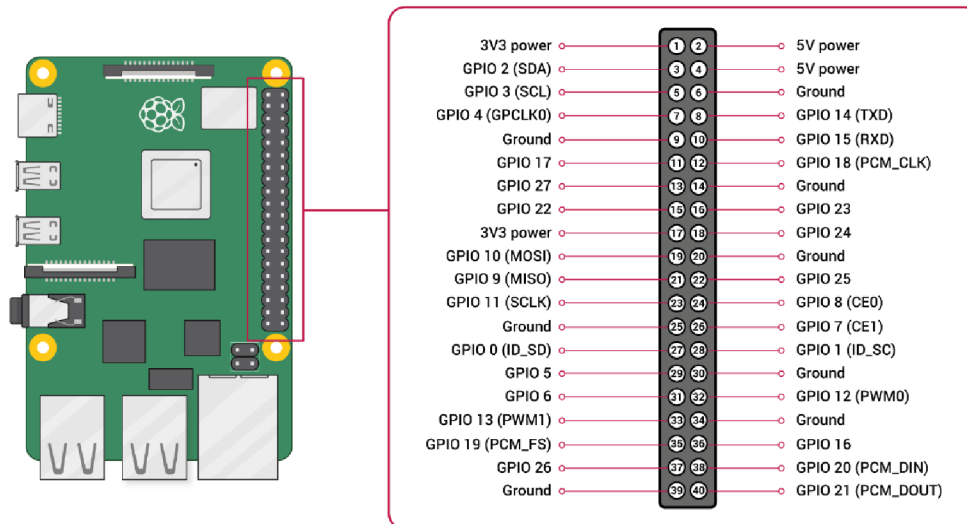 3V3 power 1 2 5V power
GPIO 2 (SDA) 3 4 5V power
GPIO 3 (SCL) 5 6 Ground
GPIO 4 (GPCLK0) 7 8 GPIO 14 (TXD)
Ground 9 10 GPIO 15 (RXD)
GPIO 17 11 12 GPIO 18 (PCM_CLK)
GPIO 27 13 14 Ground
GPIO 22 15 16 GPIO 23
3V3 power 17 18 GPIO 24
GPIO 10 (MOSI) 19 20 Ground
GPIO 9 (MISO) 21 22 GPIO 25
GPIO 11 (SCLK) 23 24 GPIO 8 (CE0)
Ground 25 26 GPIO 7 (CE1)
GPIO 0 (ID_SD) 27 28 GPIO 1 (ID_SC)
GPIO 5 29 30 Ground
GPIO 6 31 32 GPIO 12 (PWM0)
GPIO 13 (PWM1) 33 34 Ground
GPIO 19 (PCM_FS) 35 36 GPIO 16
GPIO 26 37 38 GPIO 20 (PCM_DIN)
Ground 39 40 GPIO 21 (PCM_DOUT)